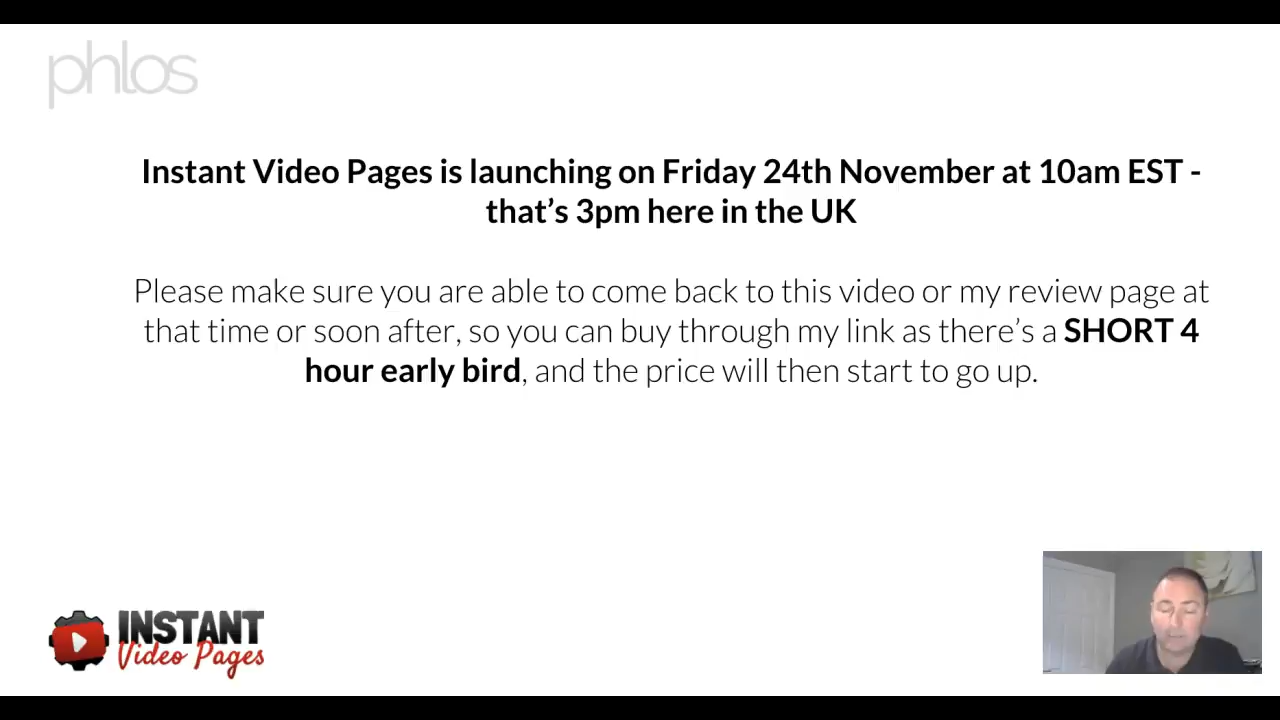 phlos
Instant Video Pages is launching on Friday 24th November at 10am EST -
that’s 3pm here in the UK
Please make sure you are able to come back to this video or my review page at
that time or soon after, so you can buy through my link as there’s a SHORT 4
hour early bird, and the price will then start to go up.
INSTANT
Video Pages